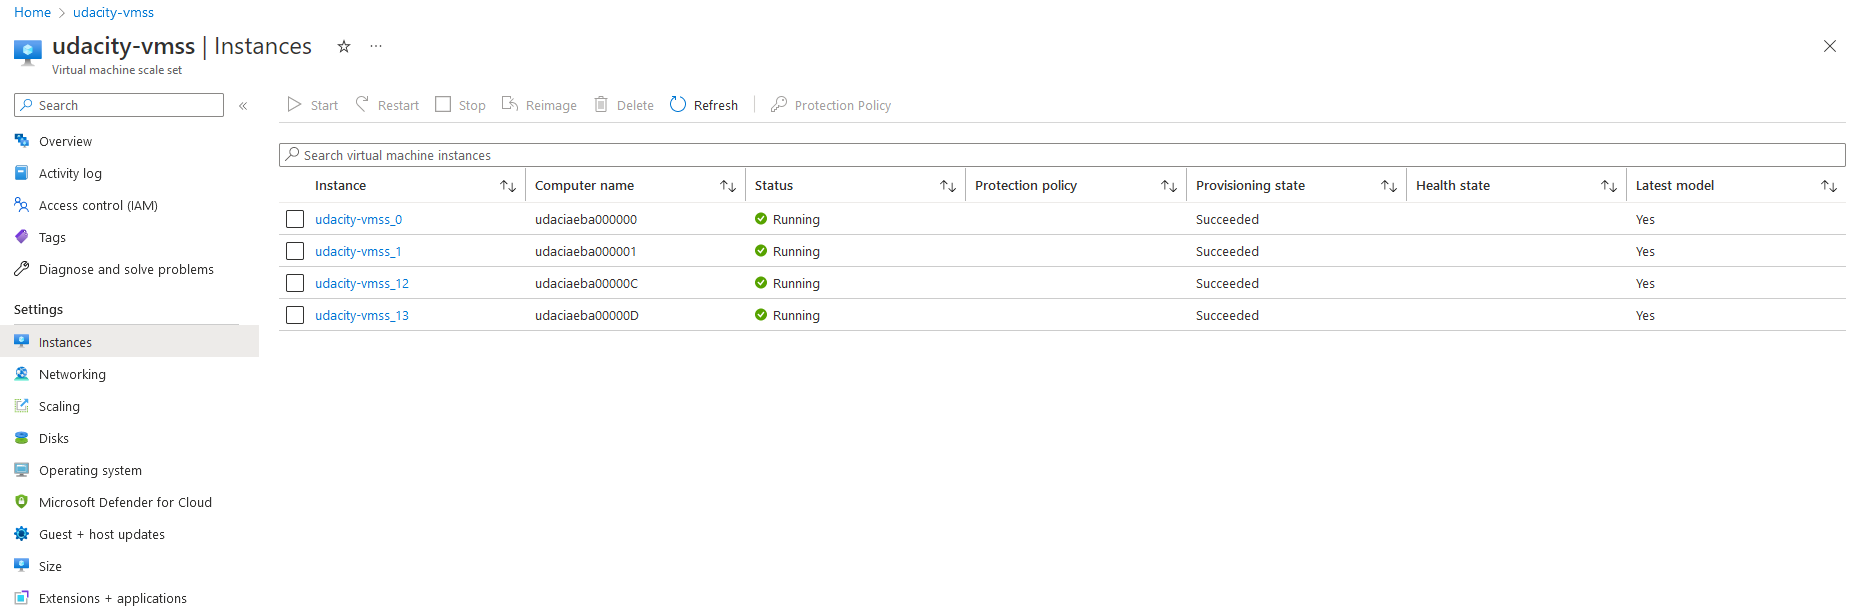 Home > udacity-vmss
udacity-vmss | Instances ☆ ...
Virtual machine scale set
Search «
Overview
Activity log
Access control (IAM)
Tags
Diagnose and solve problems
Settings
Instances
Networking
Scaling
Disks
Operating system
Microsoft Defender for Cloud
Guest + host updates
Size
Extensions + applications
Start Restart Stop Reimage Delete Refresh Protection Policy
Search virtual machine instances
Instance Computer name Status Protection policy Provisioning state Health state Latest model
udacity-vmss_0 udaciaeba000000 Running Succeeded Yes
udacity-vmss_1 udaciaeba000001 Running Succeeded Yes
udacity-vmss_12 udaciaeba00000C Running Succeeded Yes
udacity-vmss_13 udaciaeba00000D Running Succeeded Yes